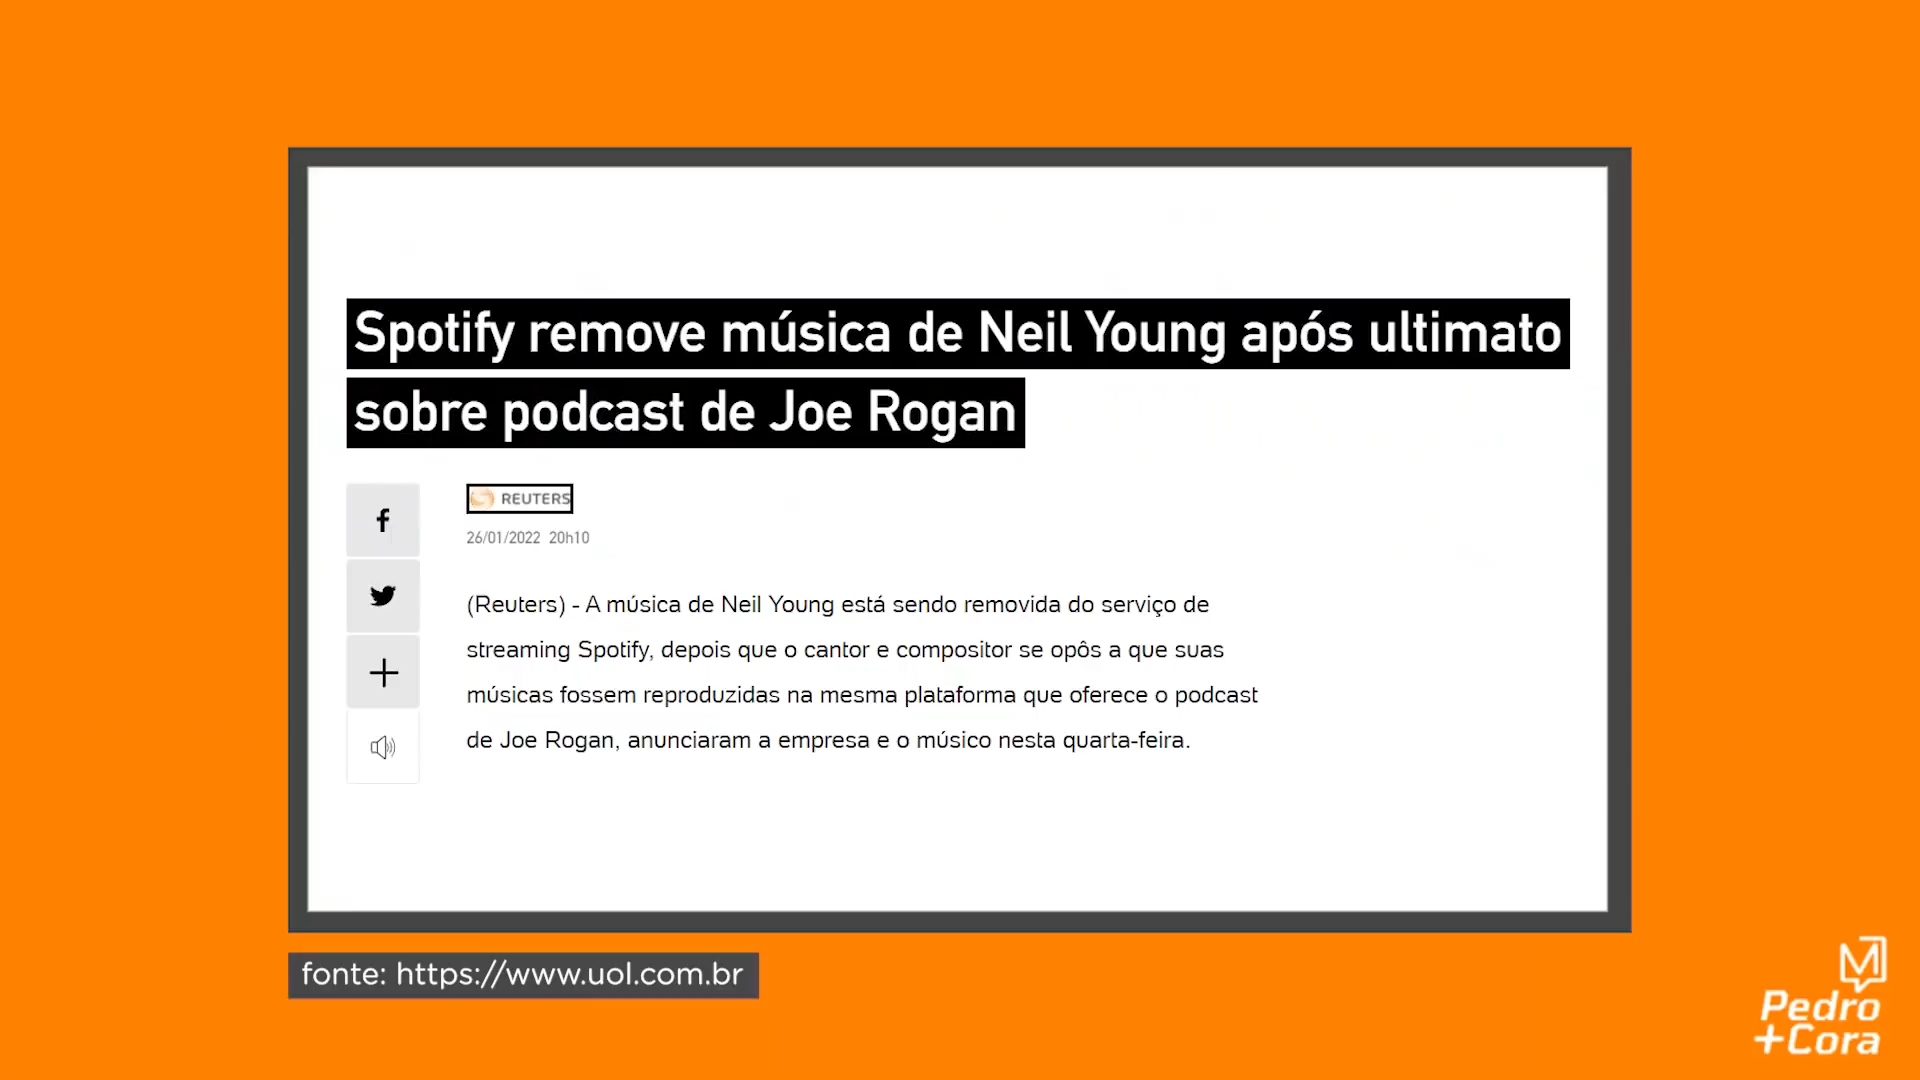 Spotify remove música de Neil Young após ultimato
sobre podcast de Joe Rogan
REUTERS
26/01/2022 20h10
(Reuters) - A música de Neil Young está sendo removida do serviço de
streaming Spotify, depois que o cantor e compositor se opôs a que suas
músicas fossem reproduzidas na mesma plataforma que oferece o podcast
de Joe Rogan, anunciaram a empresa e o músico nesta quarta-feira.
fonte: https://www.uol.com.br
M
Pedro
+Cora